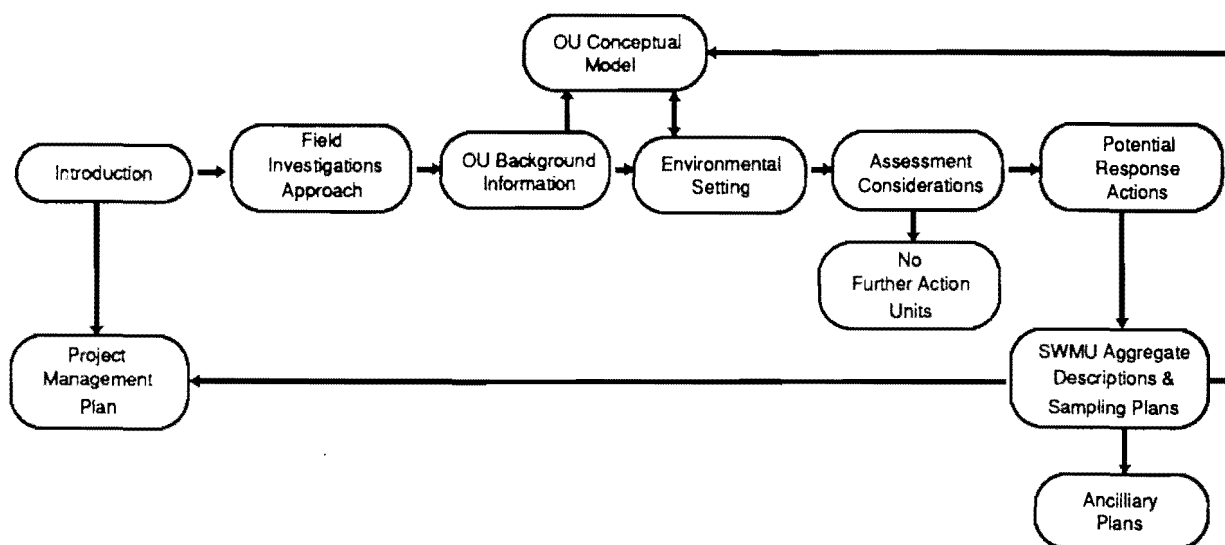 OU Conceptual
Model
Introduction
Field
Investigations
Approach
OU Background
Information
Environmental
Setting
Assessment
Considerations
Potential
Response
Actions
No
Further Action
Units
Project
Management
Plan
SWMU Aggregate
Descriptions &
Sampling Plans
Ancilliary
Plans